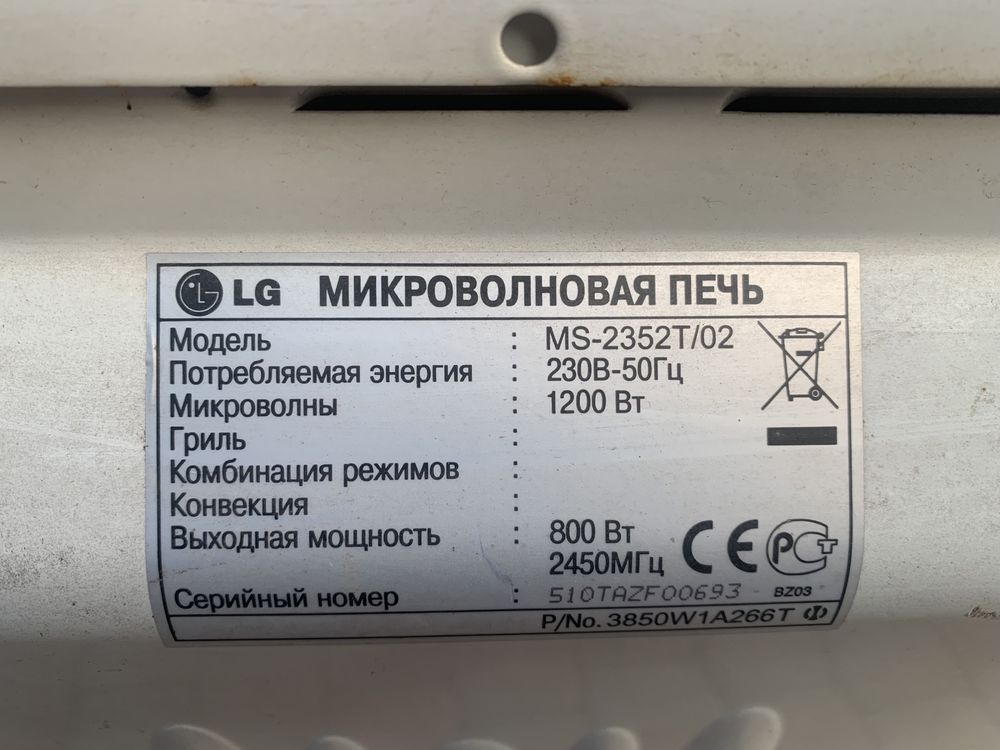 LG МИКРОВОЛНОВАЯ ПЕЧЬ
Модель : MS-2352T/02
Потребляемая энергия : 230В-50Гц
Микроволны : 1200 Вт
Гриль :
Комбинация режимов :
Конвекция :
Выходная мощность : 800 Вт
2450МГц
CE
РСТ
Серийный номер : 510TAZF00693 BZ03
P/No. 3850W1A266T